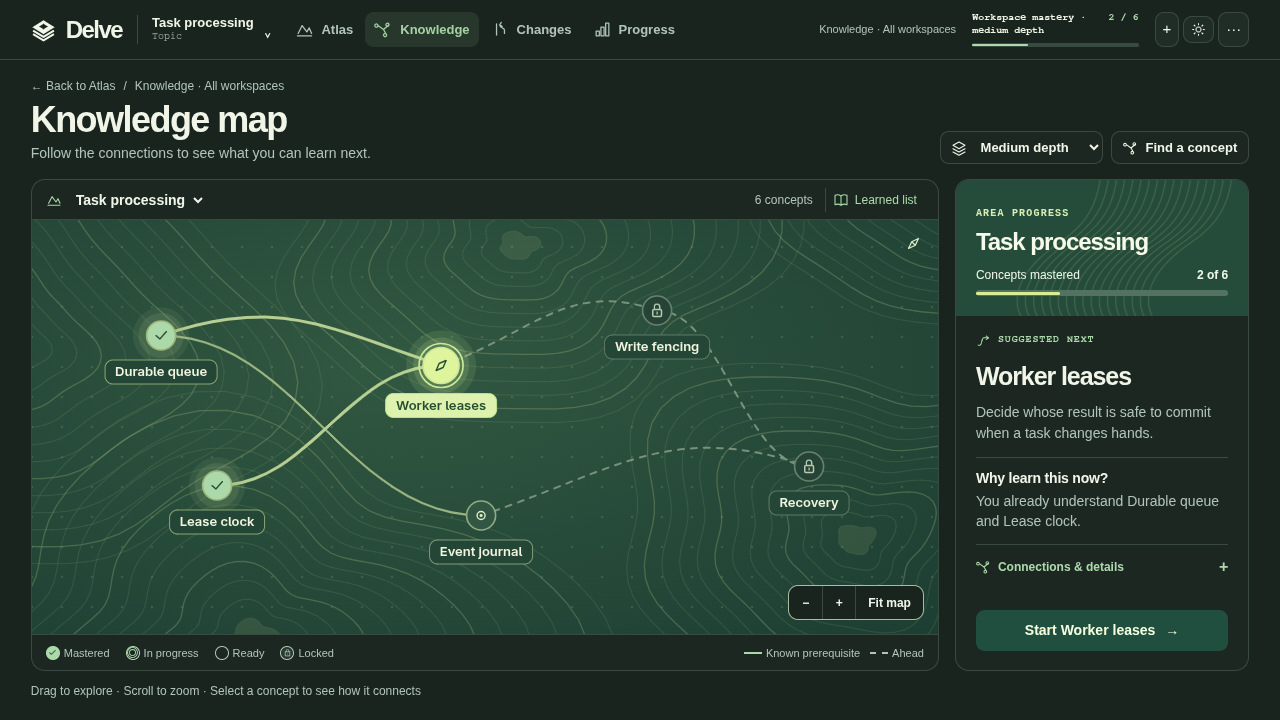 Delve
Task processing
Topic
Atlas
Knowledge
Changes
Progress
Knowledge · All workspaces
Workspace mastery · medium depth
2 / 6
+
...
← Back to Atlas / Knowledge · All workspaces
Knowledge map
Follow the connections to see what you can learn next.
Medium depth
Find a concept
Task processing
6 concepts
Learned list
Write fencing
Durable queue
Worker leases
Recovery
Lease clock
Event journal
− + Fit map
Mastered
In progress
Ready
Locked
Known prerequisite
Ahead
Drag to explore · Scroll to zoom · Select a concept to see how it connects
AREA PROGRESS
Task processing
Concepts mastered 2 of 6
SUGGESTED NEXT
Worker leases
Decide whose result is safe to commit
when a task changes hands.
Why learn this now?
You already understand Durable queue
and Lease clock.
Connections & details +
Start Worker leases →